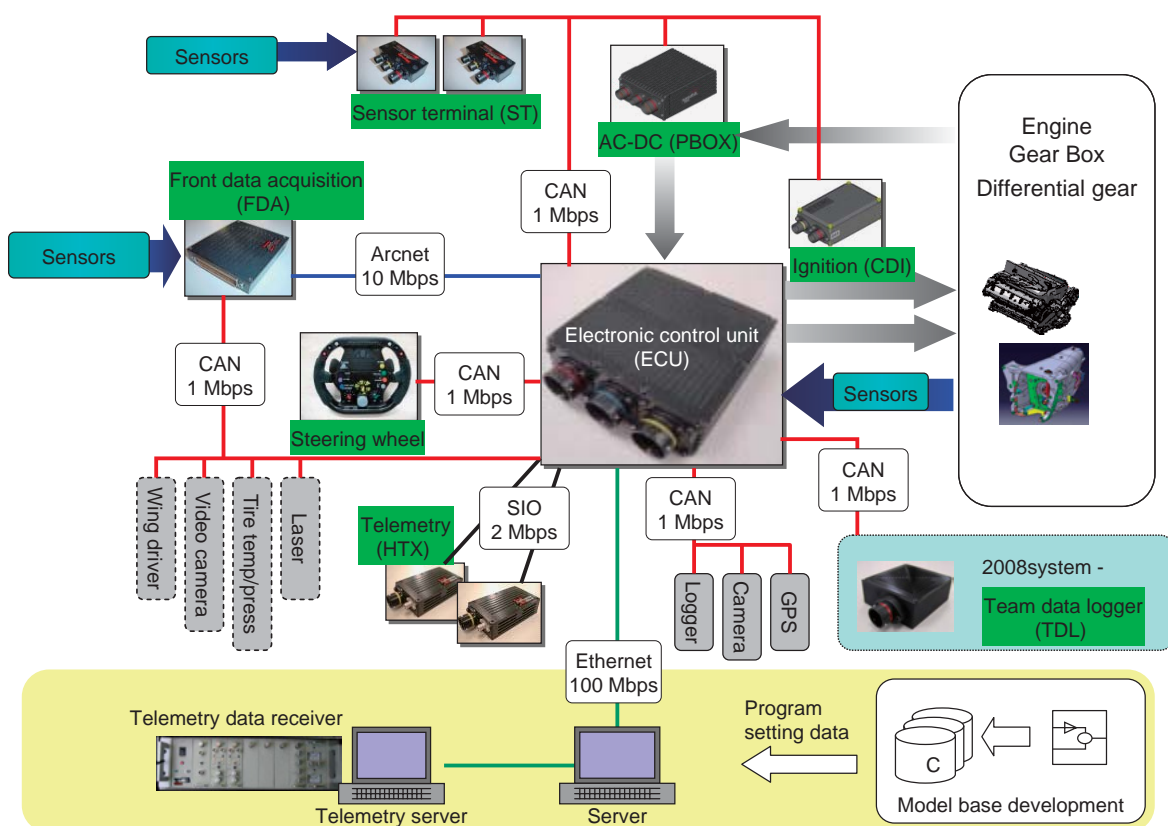 Sensors
Sensor terminal (ST)
AC-DC (PBOX)
Engine
Gear Box
Differential gear
Front data acquisition
(FDA)
CAN
1 Mbps
Sensors
Arcnet
10 Mbps
Ignition (CDI)
Electronic control unit
(ECU)
CAN
1 Mbps
CAN
1 Mbps
Sensors
Steering wheel
CAN
1 Mbps
Wing driver
Video camera
Tire temp/press
Laser
Telemetry
(HTX)
SIO
2 Mbps
CAN
1 Mbps
Logger
Camera
GPS
2008system -
Team data logger
(TDL)
Ethernet
100 Mbps
Telemetry data receiver
Program
setting data
C
Telemetry server
Server
Model base development